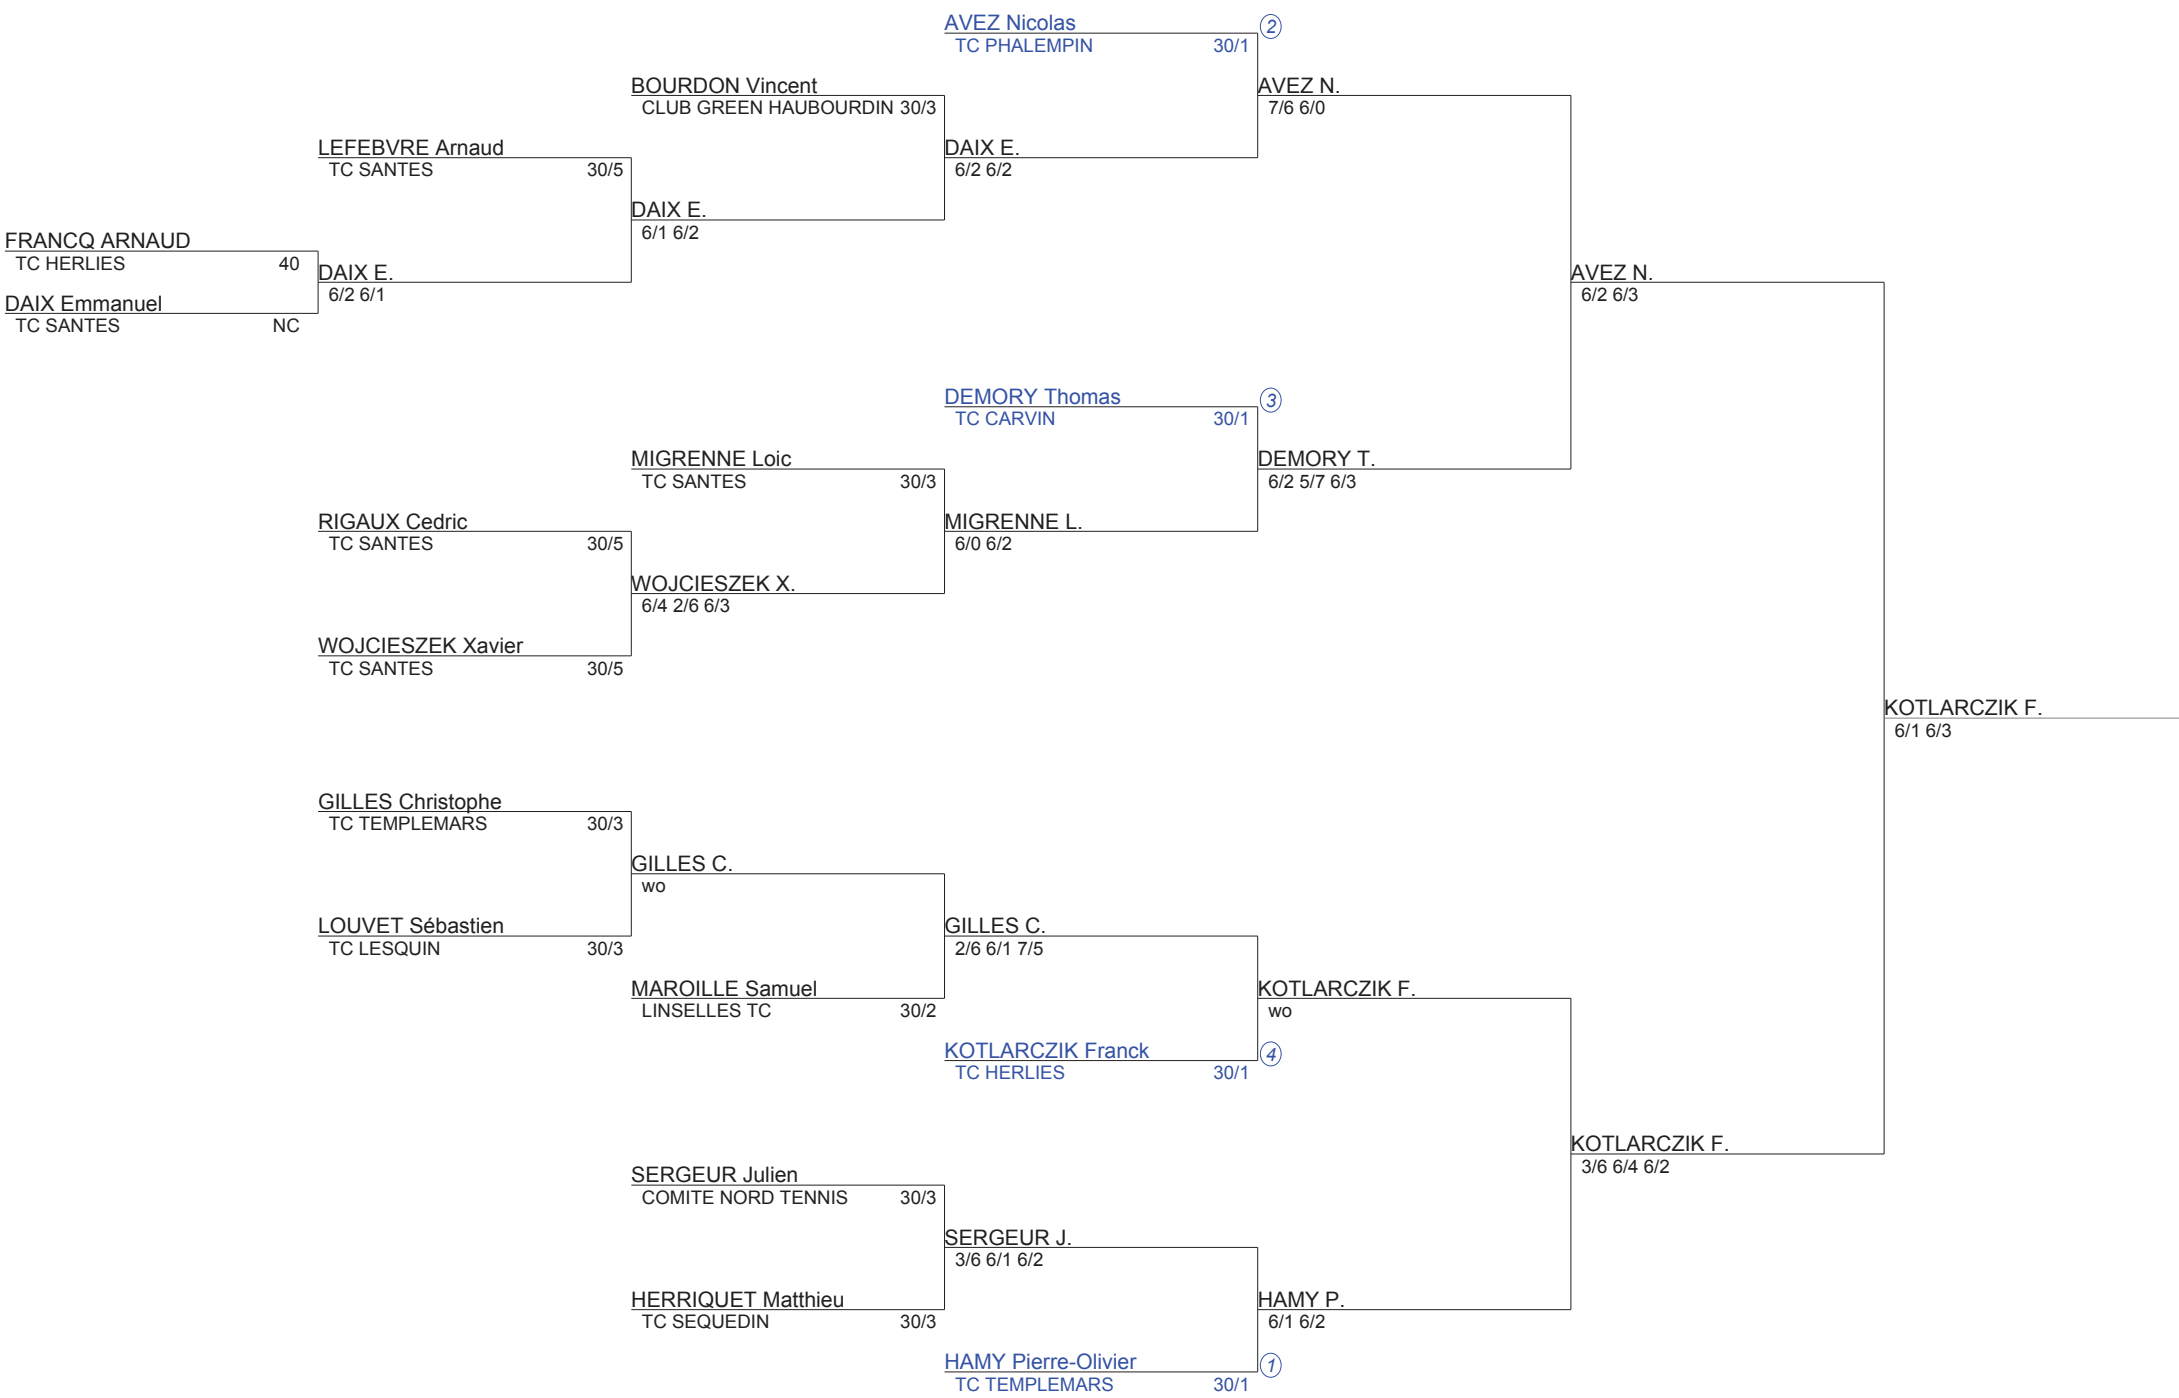 AVEZ Nicolas 2
TC PHALEMPIN 30/1
BOURDON Vincent
CLUB GREEN HAUBOURDIN 30/3
AVEZ N.
7/6 6/0
LEFEBVRE Arnaud
TC SANTES 30/5
DAIX E.
6/2 6/2
DAIX E.
6/1 6/2
FRANCQ ARNAUD
TC HERLIES 40
DAIX E.
6/2 6/1
DAIX Emmanuel
TC SANTES NC
AVEZ N.
6/2 6/3
DEMORY Thomas 3
TC CARVIN 30/1
MIGRENNE Loic
TC SANTES 30/3
DEMORY T.
6/2 5/7 6/3
RIGAUX Cedric
TC SANTES 30/5
MIGRENNE L.
6/0 6/2
WOJCIESZEK X.
6/4 2/6 6/3
WOJCIESZEK Xavier
TC SANTES 30/5
KOTLARCZIK F.
6/1 6/3
GILLES Christophe
TC TEMPLEMARS 30/3
GILLES C.
wo
LOUVET Sébastien
TC LESQUIN 30/3
GILLES C.
2/6 6/1 7/5
MAROILLE Samuel
LINSELLES TC 30/2
KOTLARCZIK F.
wo
KOTLARCZIK Franck 4
TC HERLIES 30/1
KOTLARCZIK F.
3/6 6/4 6/2
SERGEUR Julien
COMITE NORD TENNIS 30/3
SERGEUR J.
3/6 6/1 6/2
HERRIQUET Matthieu
TC SEQUEDIN 30/3
HAMY P.
6/1 6/2
HAMY Pierre-Olivier 1
TC TEMPLEMARS 30/1